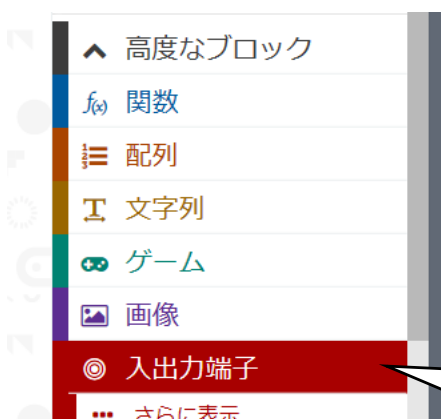 高度なブロック
f(x) 関数
配列
文字列
ゲーム
画像
入出力端子
さらに表示